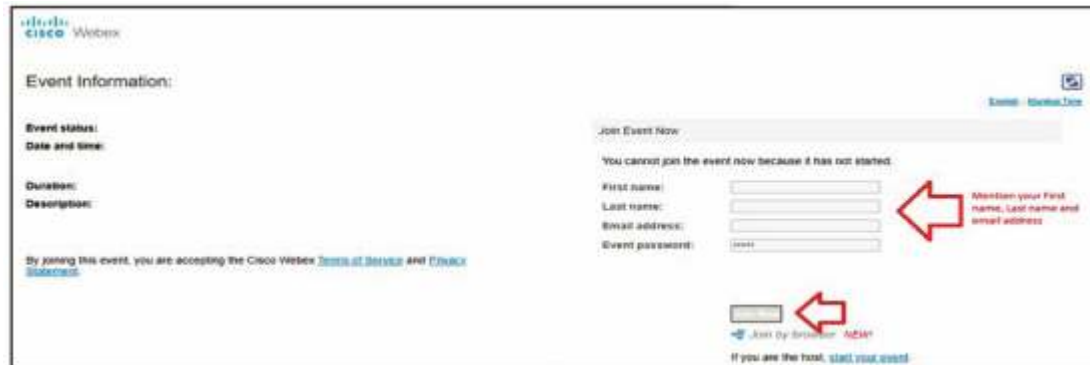 cisco Webex
Event Information:
English : Mumbai Time
Event status:
Date and time:
Duration:
Description:
By joining this event, you are accepting the Cisco Webex Terms of Service and Privacy
Statement.
Join Event Now
You cannot join the event now because it has not started.
First name:
Last name:
Email address:
Event password:
Mention your First
name, Last name and
email address
Join by browser NEW!
If you are the host, start your event